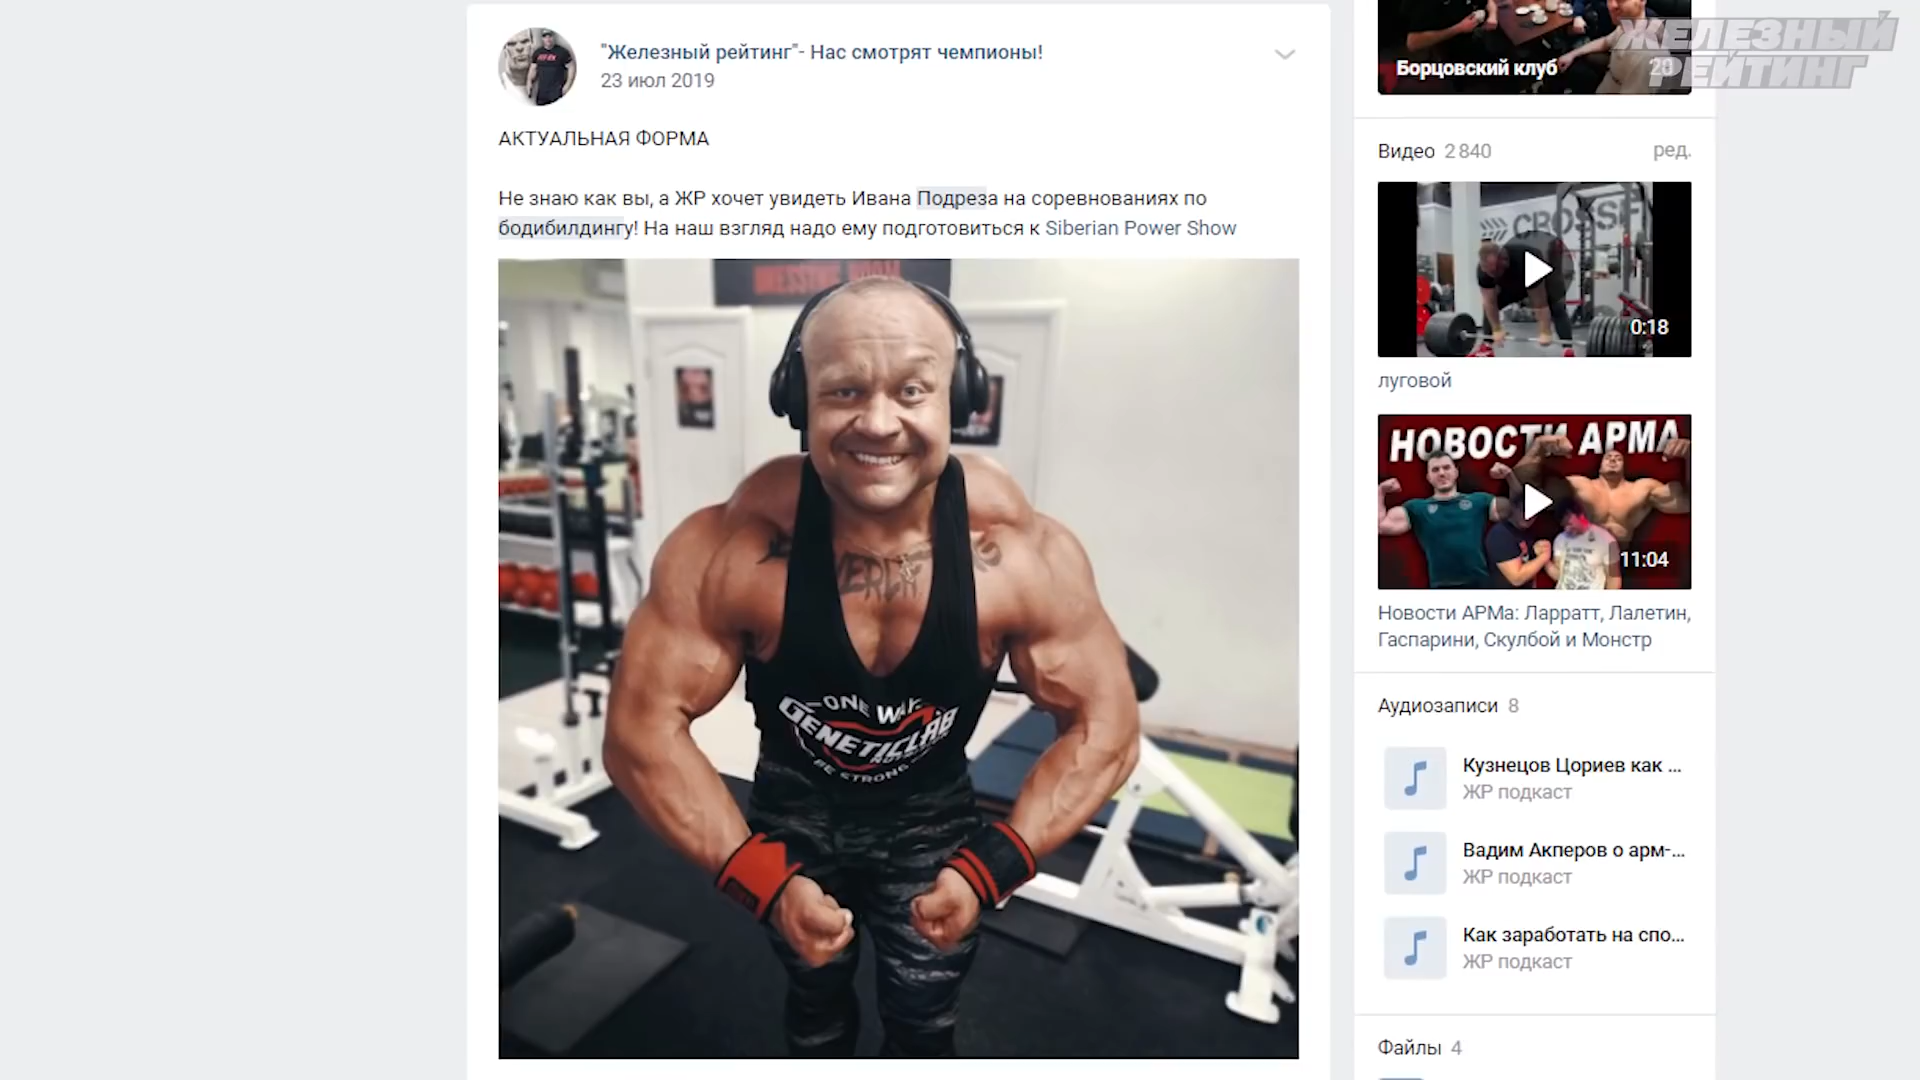 "Железный рейтинг"- Нас смотрят чемпионы!
23 июл 2019
АКТУАЛЬНАЯ ФОРМА
Не знаю как вы, а ЖР хочет увидеть Ивана Подреза на соревнованиях по
бодибилдингу! На наш взгляд надо ему подготовиться к Siberian Power Show
ONE WAY
GENETICLAB
BE STRONG
ЖЕЛЕЗНЫЙ
РЕЙТИНГ
Борцовский клуб
Видео 2 840
ред.
CROSSF
0:18
луговой
НОВОСТИ АРМА
11:04
Новости АРМа: Ларратт, Лалетин,
Гаспарини, Скулбой и Монстр
Аудиозаписи 8
Кузнецов Цориев как ...
ЖР подкаст
Вадим Акперов о арм-...
ЖР подкаст
Как заработать на спо...
ЖР подкаст
Файлы 4